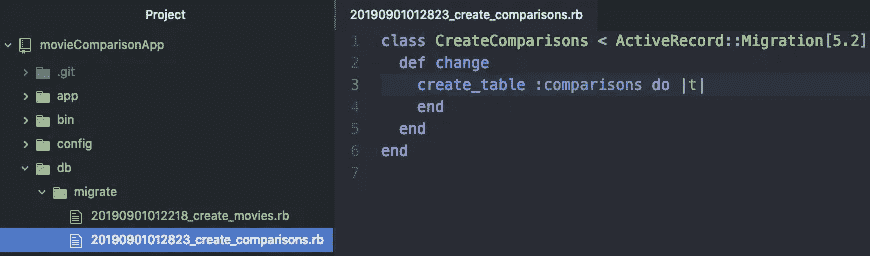 Project
movieComparisonApp
.git
app
bin
config
db
migrate
20190901012218_create_movies.rb
20190901012823_create_comparisons.rb
20190901012823_create_comparisons.rb
1 class CreateComparisons < ActiveRecord::Migration[5.2]
2 def change
3 create_table :comparisons do |t|
4 end
5 end
6 end
7